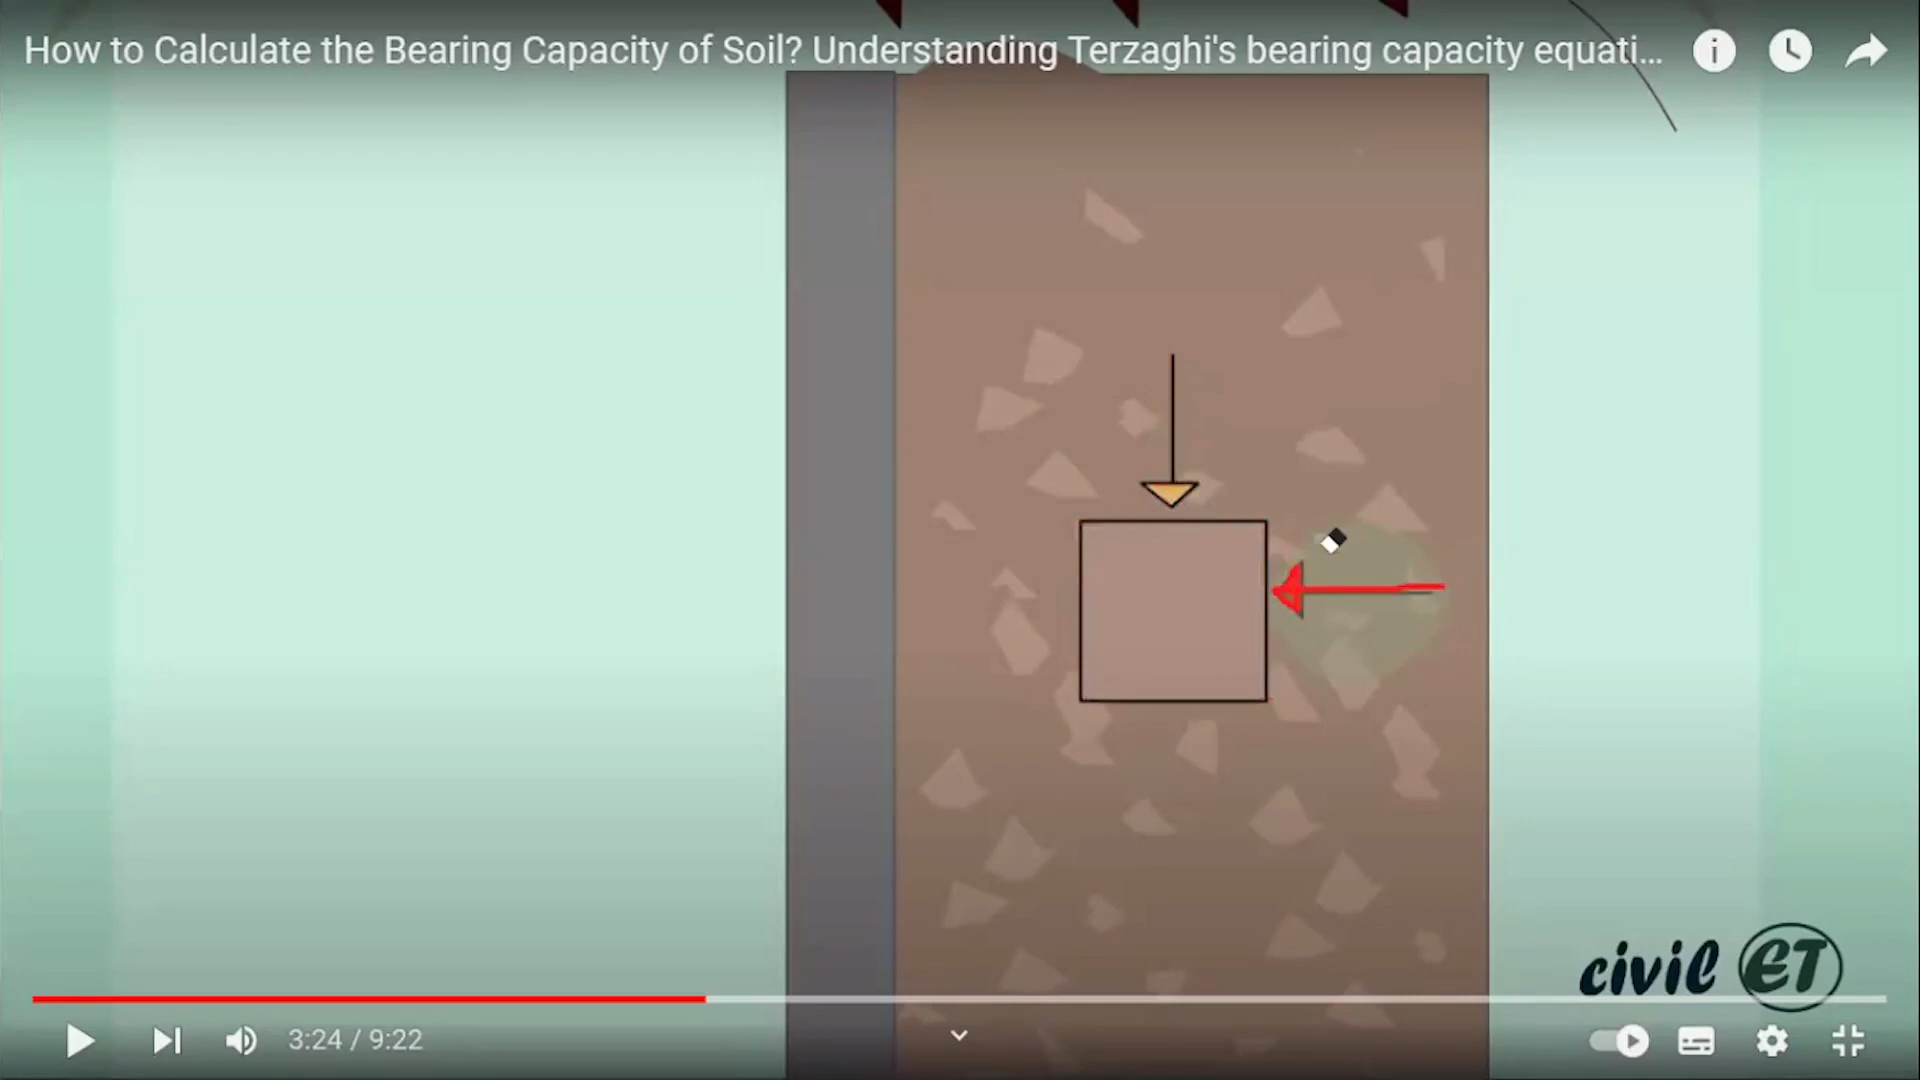 How to Calculate the Bearing Capacity of Soil? Understanding Terzaghi's bearing capacity equati...
civil ET
3:24 / 9:22